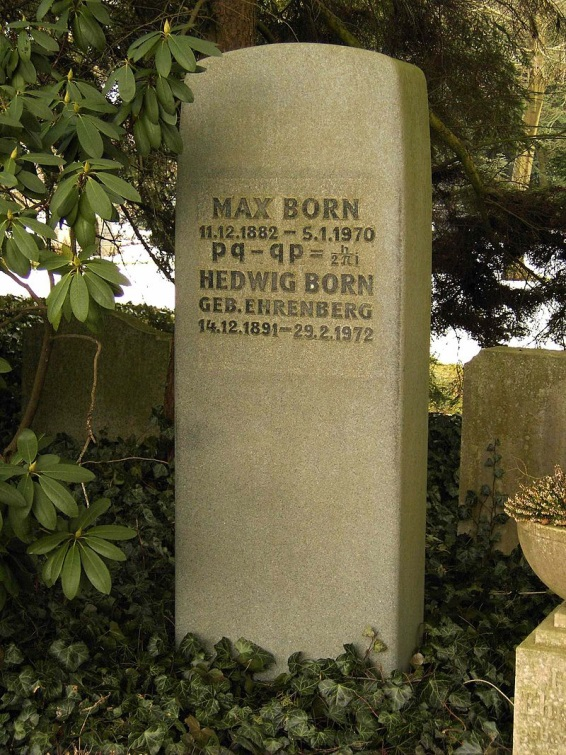 MAX BORN
11.12.1882 – 5.1.1970
pq - qp = h/2πi
HEDWIG BORN
GEB. EHRENBERG
14.12.1891–29.2.1972